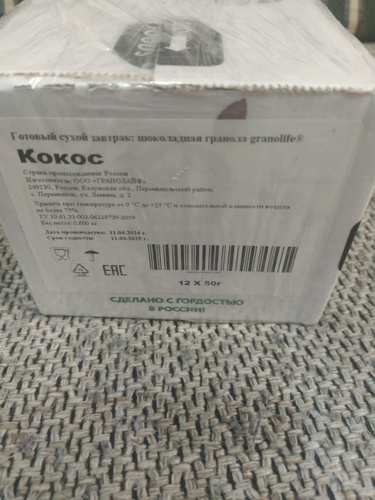 Готовый сухой завтрак: шоколадная гранола granolife®
Кокос
Страна происхождения: Россия
Изготовитель: ООО «ГРАНОЛАЙФ»
249130, Россия, Калужская обл., Перемышльский район,
с. Перемышль, ул. Ленина, д. 2
Хранить при температуре от 0 °C до +25 °C и относительной влажности воздуха
не более 75%
ТУ 10.61.33-003-06219739-2019
Вес нетто: 0,600 кг
Дата производства: 11.04.2024 г.
Срок годности: 11.04.2025 г.
EAC
12 X 50г
СДЕЛАНО С ГОРДОСТЬЮ
В РОССИИ!